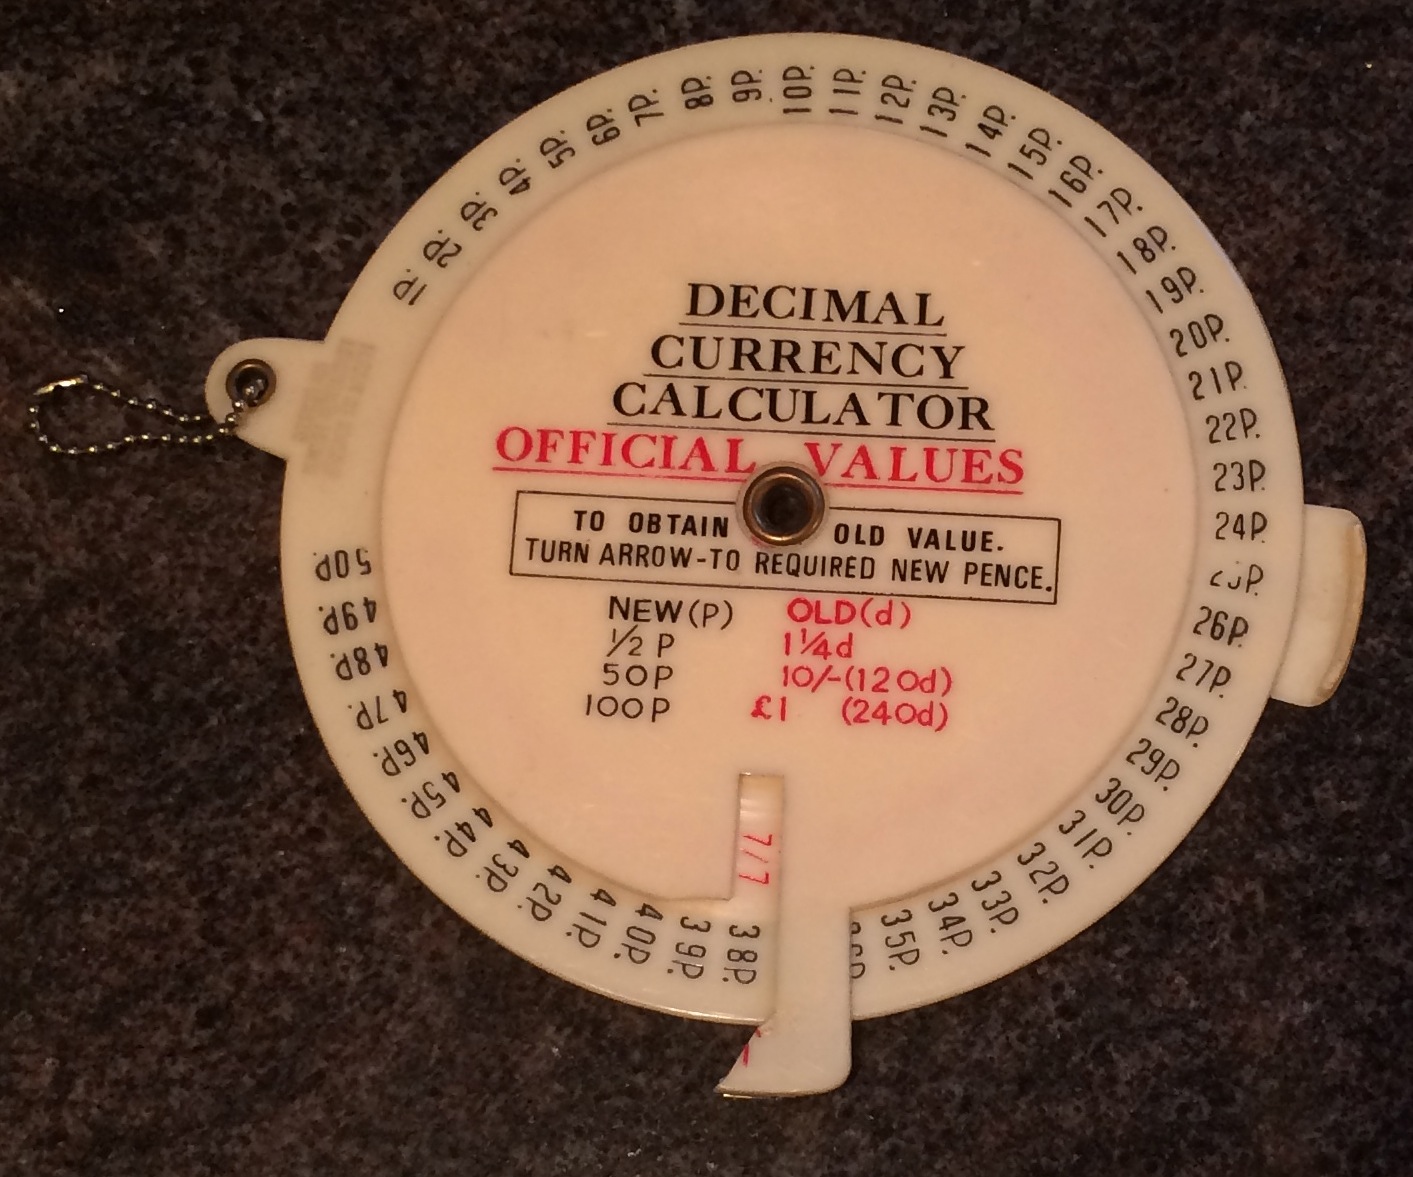 DECIMAL
CURRENCY
CALCULATOR
OFFICIAL VALUES
TO OBTAIN OLD VALUE.
TURN ARROW-TO REQUIRED NEW PENCE.
NEW(P) OLD(d)
1/2 P 1 1/4d
50P 10/-(120d)
100P £1 (240d)
7/7
1P.
2P.
3P.
4P.
5P.
6P.
7P.
8P.
9P.
10P.
11P.
12P.
13P.
14P.
15P.
16P.
17P.
18P.
19P.
20P.
21P.
22P.
23P.
24P.
26P.
27P.
28P.
29P.
30P.
31P.
32P.
33P.
34P.
35P.
38P.
39P.
40P.
41P.
42P.
43P.
44P.
45P.
46P.
47P.
48P.
49P.
50P.